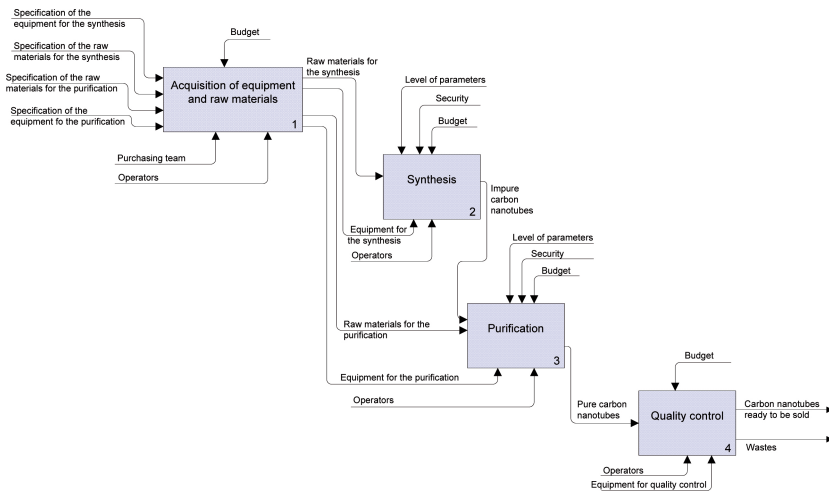 Specification of the
equipment for the synthesis
Budget
Specification of the raw
materials for the synthesis
Raw materials for
the synthesis
Specification of the raw
materials for the purification
Acquisition of equipment
and raw materials
Level of parameters
Security
Specification of the
equipment fo the purification
1
Budget
Purchasing team
Operators
Synthesis
2
Impure
carbon
nanotubes
Equipment for
the synthesis
Operators
Level of parameters
Security
Budget
Raw materials for the
purification
Purification
3
Equipment for the purification
Budget
Operators
Pure carbon
nanotubes
Quality control
4
Carbon nanotubes
ready to be sold
Wastes
Operators
Equipment for quality control